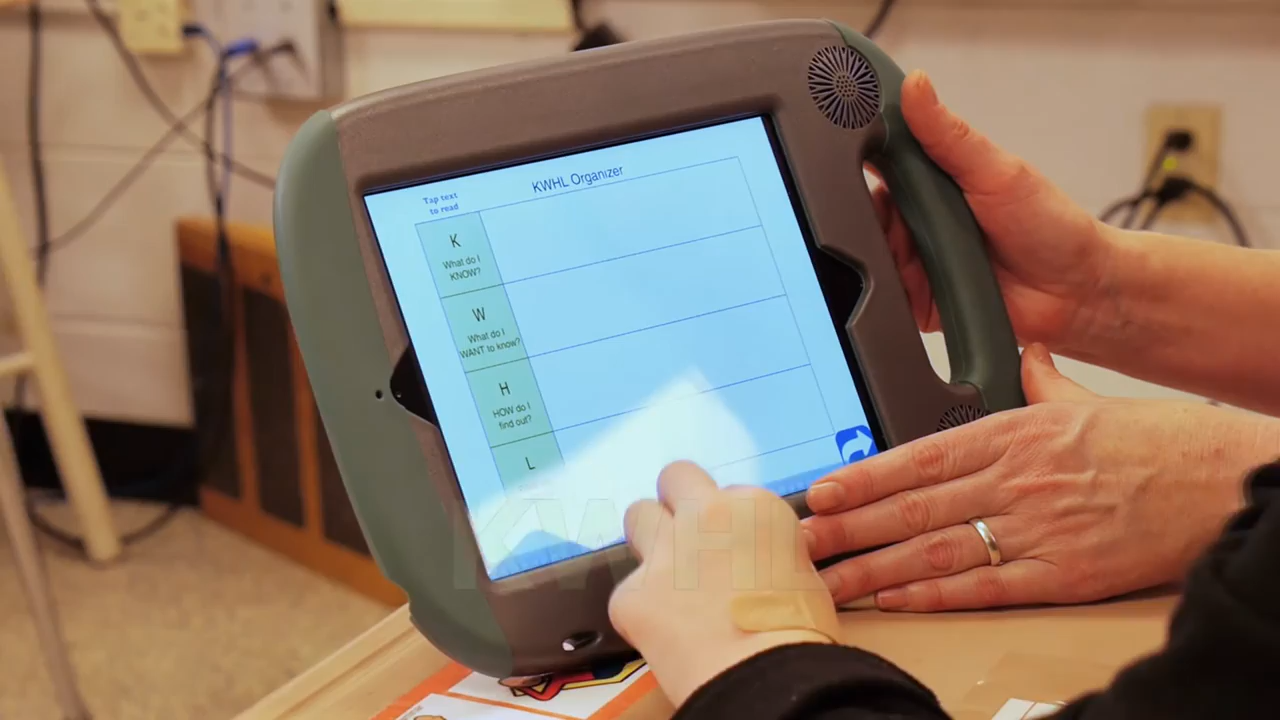 KWHL Organizer
Tap text
to read
K
What do I
KNOW?
W
What do I
WANT to know?
H
HOW do I
find out?
L
KWHL